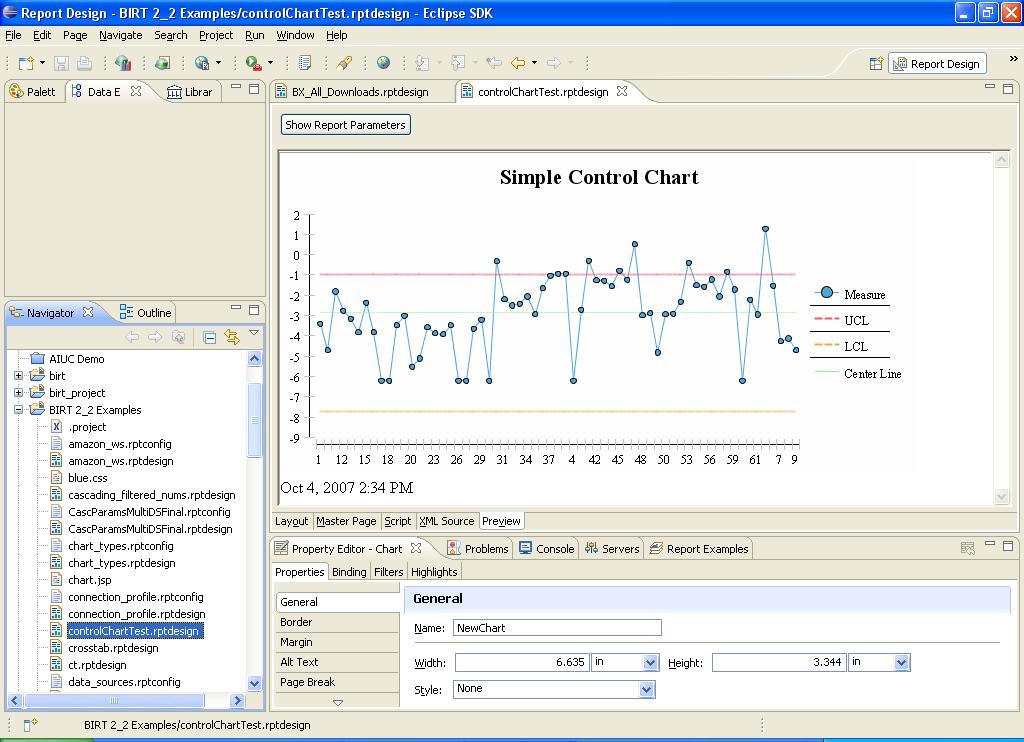 Report Design - BIRT 2_2 Examples/controlChartTest.rptdesign - Eclipse SDK
File Edit Page Navigate Search Project Run Window Help
Report Design
Palett Data E Librar
BX_All_Downloads.rptdesign controlChartTest.rptdesign
Show Report Parameters
Simple Control Chart
2
1
0
-1
-2
-3
-4
-5
-6
-7
-8
-9
1 12 15 18 20 23 26 29 31 34 37 4 42 45 48 50 53 56 59 61 7 9
Measure
UCL
LCL
Center Line
Oct 4, 2007 2:34 PM
Layout Master Page Script XML Source Preview
Navigator Outline
AIUC Demo
birt
birt_project
BIRT 2_2 Examples
.project
amazon_ws.rptconfig
amazon_ws.rptdesign
blue.css
cascading_filtered_nums.rptdesign
CascParamsMultiDSFinal.rptconfig
CascParamsMultiDSFinal.rptdesign
chart_types.rptconfig
chart_types.rptdesign
chart.jsp
connection_profile.rptconfig
connection_profile.rptdesign
controlChartTest.rptdesign
crosstab.rptdesign
ct.rptdesign
data_sources.rptconfig
Property Editor - Chart Problems Console Servers Report Examples
Properties Binding Filters Highlights
General
Border
Margin
Alt Text
Page Break
General
Name: NewChart
Width: 6.635 in Height: 3.344 in
Style: None
BIRT 2_2 Examples/controlChartTest.rptdesign